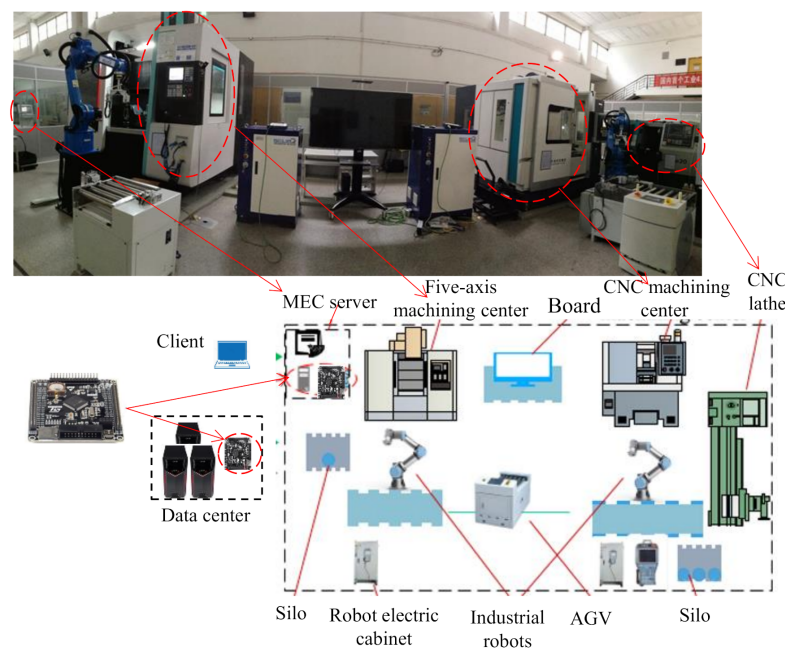 MEC server
Five-axis
machining center
Board
CNC machining
center
CNC
lathe
Client
Data center
Silo
Robot electric
cabinet
Industrial
robots
AGV
Silo